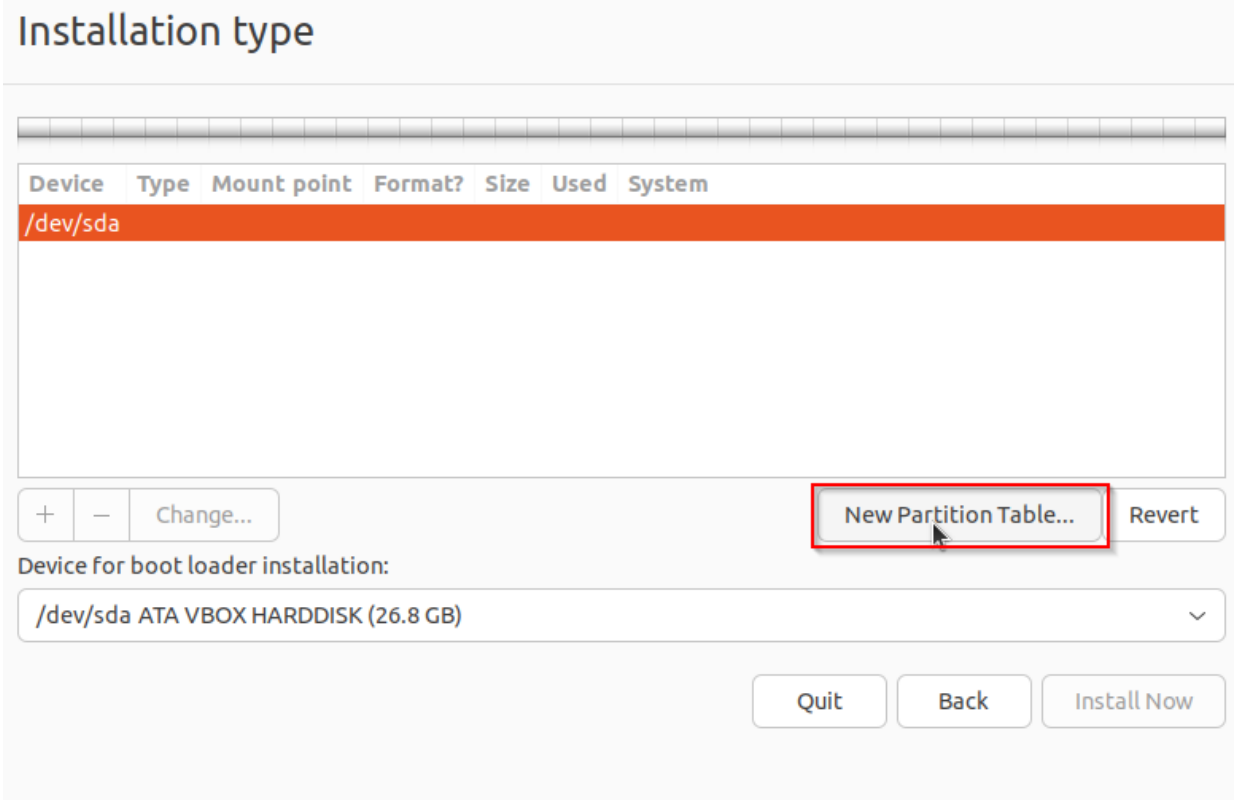 Installation type
Device Type Mount point Format? Size Used System
/dev/sda
+ − Change... New Partition Table... Revert
Device for boot loader installation:
/dev/sda ATA VBOX HARDDISK (26.8 GB)
Quit Back Install Now